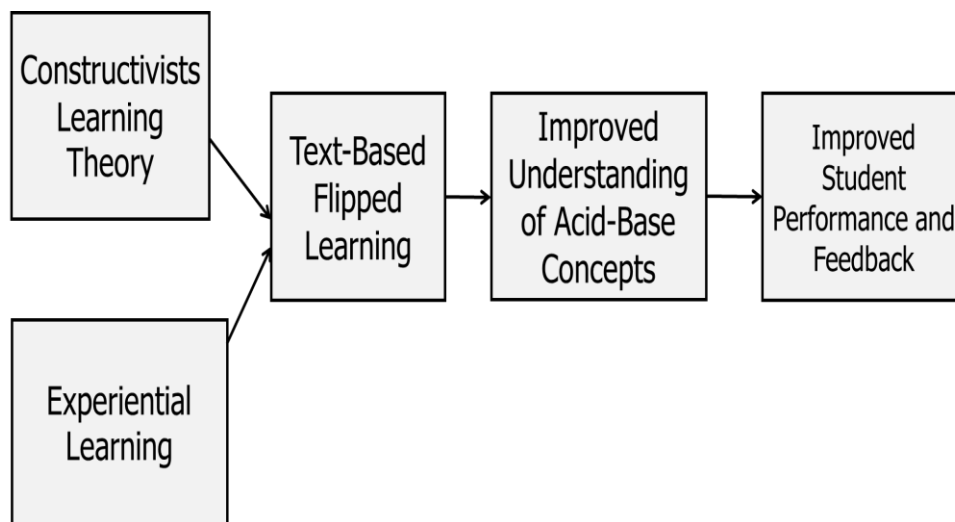 Constructivists
Learning
Theory
Experiential
Learning
Text-Based
Flipped
Learning
Improved
Understanding
of Acid-Base
Concepts
Improved
Student
Performance and
Feedback